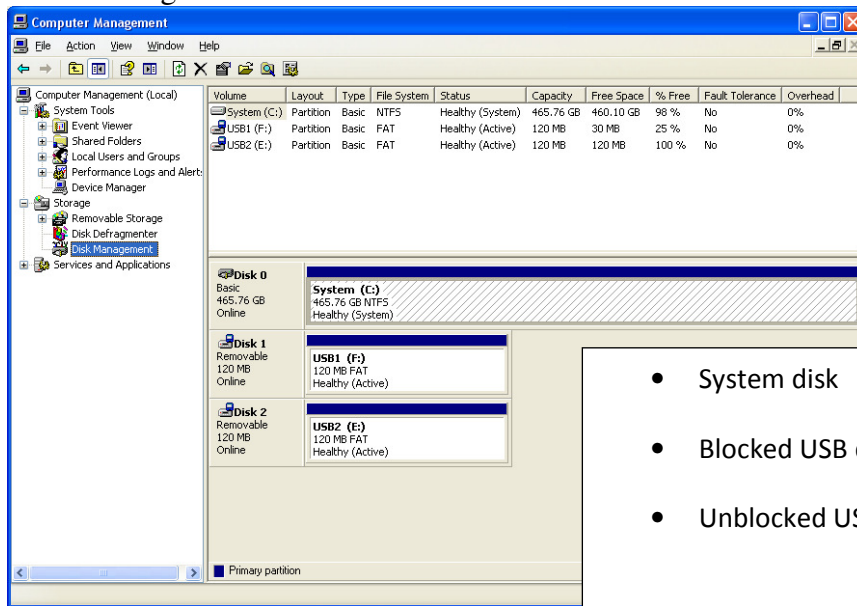 Computer Management
File Action View Window Help
Computer Management (Local)
System Tools
Event Viewer
Shared Folders
Local Users and Groups
Performance Logs and Alert
Device Manager
Storage
Removable Storage
Disk Defragmenter
Disk Management
Services and Applications
Volume Layout Type File System Status Capacity Free Space % Free Fault Tolerance Overhead
System (C:) Partition Basic NTFS Healthy (System) 465.76 GB 460.10 GB 98 % No 0%
USB1 (F:) Partition Basic FAT Healthy (Active) 120 MB 30 MB 25 % No 0%
USB2 (E:) Partition Basic FAT Healthy (Active) 120 MB 120 MB 100 % No 0%
Disk 0
Basic
465.76 GB
Online
System (C:)
465.76 GB NTFS
Healthy (System)
Disk 1
Removable
120 MB
Online
USB1 (F:)
120 MB FAT
Healthy (Active)
Disk 2
Removable
120 MB
Online
USB2 (E:)
120 MB FAT
Healthy (Active)
Primary partition
• System disk
• Blocked USB
• Unblocked